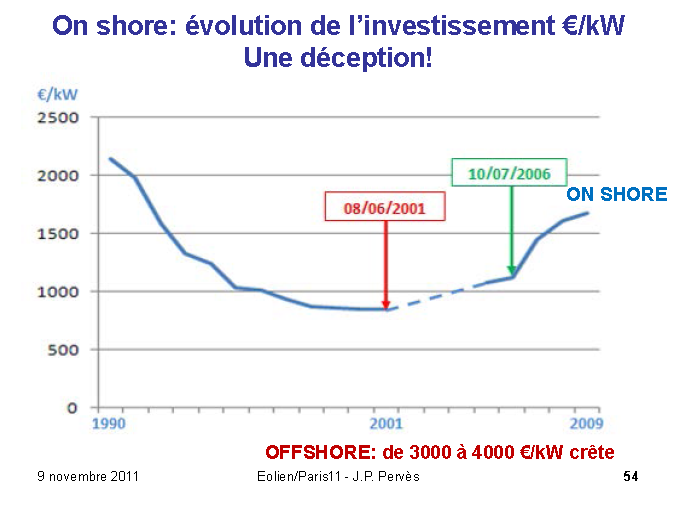 On shore: évolution de l’investissement €/kW
Une déception!
€/kW
2500
2000
1500
1000
500
0
10/07/2006
08/06/2001
ON SHORE
1990
2001
2009
OFFSHORE: de 3000 à 4000 €/kW crête
9 novembre 2011
Eolien/Paris11 - J.P. Pervès
54